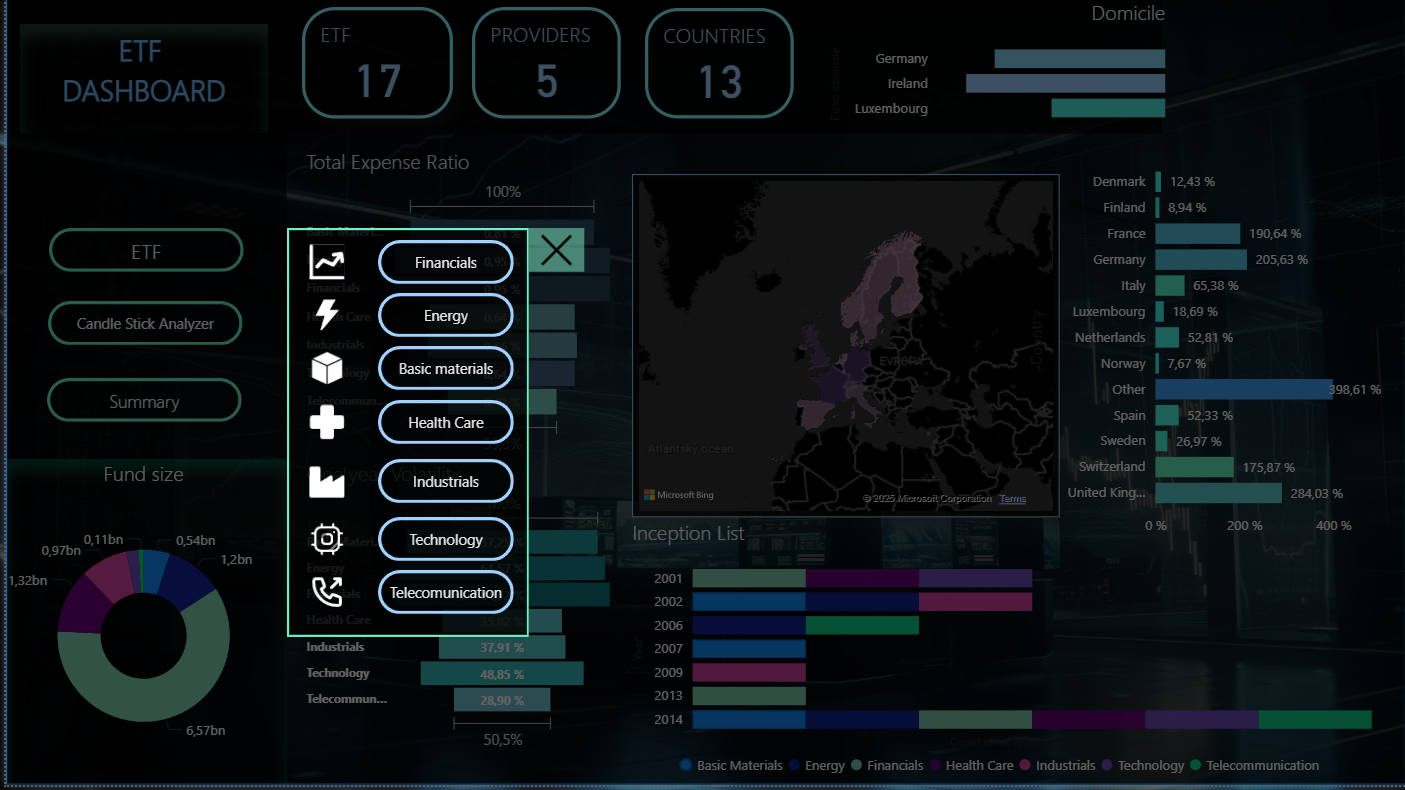 ETF
DASHBOARD
ETF
17
PROVIDERS
5
COUNTRIES
13
Domicile
Germany
Ireland
Luxembourg
ETF
Candle Stick Analyzer
Summary
Fund size
0,11bn
0,54bn
0,97bn
1,2bn
1,32bn
6,57bn
Total Expense Ratio
100%
Financials
Energy
Basic materials
Health Care
Industrials
Technology
Telecomunication
Health Care
Industrials
37,91 %
Technology
48,85 %
Telecommun...
28,90 %
50,5%
EVROPA
Atlantský oceán
Microsoft Bing
© 2025 Microsoft Corporation
Terms
Country
Denmark
12,43 %
Finland
8,94 %
France
190,64 %
Germany
205,63 %
Italy
65,38 %
Luxembourg
18,69 %
Netherlands
52,81 %
Norway
7,67 %
Other
398,61 %
Spain
52,33 %
Sweden
26,97 %
Switzerland
175,87 %
United King...
284,03 %
0 %
200 %
400 %
Inception List
2001
2002
2006
2007
2009
2013
2014
Year
Basic Materials
Energy
Financials
Health Care
Industrials
Technology
Telecommunication